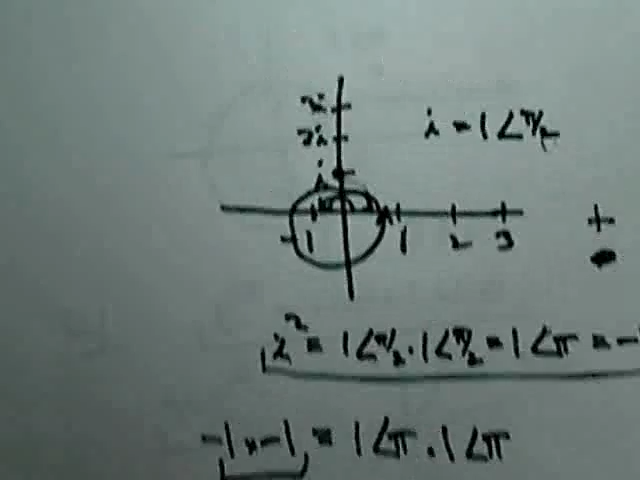 3i
2i
i = 1∠π/2
i
-1 1 2 3
+
i² = 1∠π/2 . 1∠π/2 = 1∠π = -
-1 × -1 = 1∠π . 1∠π